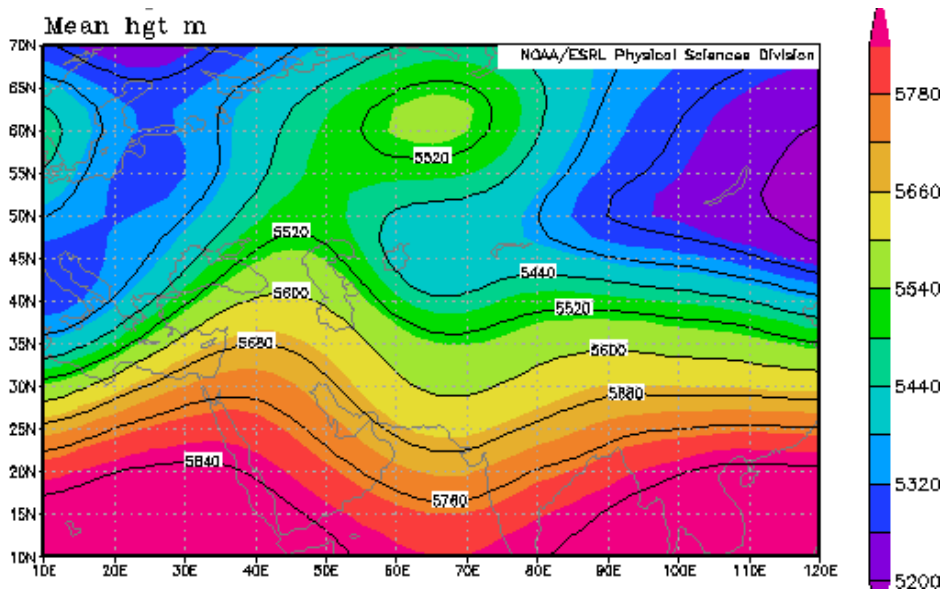 Mean hgt m
NOAA/ESRL Physical Sciences Division
70N
65N
60N
55N
50N
45N
40N
35N
30N
25N
20N
15N
10N
5520
5520
5440
5600
5520
5680
5600
5680
5840
5760
10E 20E 30E 40E 50E 60E 70E 80E 90E 100E 110E 120E
5780
5660
5540
5440
5320
5200